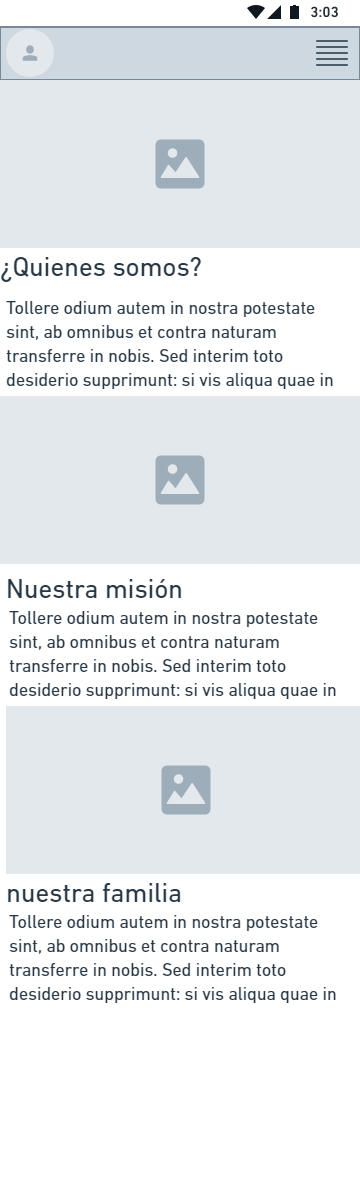 3:03
¿Quienes somos?
Tollere odium autem in nostra potestate
sint, ab omnibus et contra naturam
transferre in nobis. Sed interim toto
desiderio supprimunt: si vis aliqua quae in
Nuestra misión
Tollere odium autem in nostra potestate
sint, ab omnibus et contra naturam
transferre in nobis. Sed interim toto
desiderio supprimunt: si vis aliqua quae in
nuestra familia
Tollere odium autem in nostra potestate
sint, ab omnibus et contra naturam
transferre in nobis. Sed interim toto
desiderio supprimunt: si vis aliqua quae in